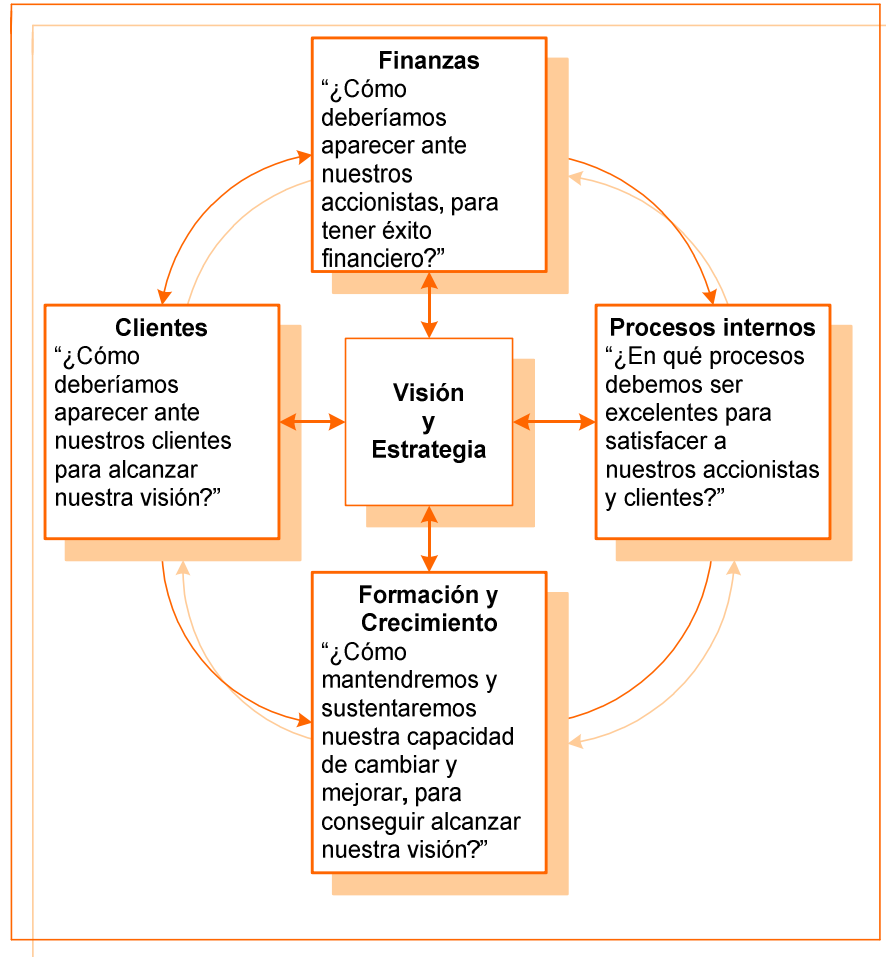 Finanzas
“¿Cómo
deberíamos
aparecer ante
nuestros
accionistas, para
tener éxito
financiero?”
Clientes
“¿Cómo
deberíamos
aparecer ante
nuestros clientes
para alcanzar
nuestra visión?”
Visión
y
Estrategia
Procesos internos
“¿En qué procesos
debemos ser
excelentes para
satisfacer a
nuestros accionistas
y clientes?”
Formación y
Crecimiento
“¿Cómo
mantendremos y
sustentaremos
nuestra capacidad
de cambiar y
mejorar, para
conseguir alcanzar
nuestra visión?”